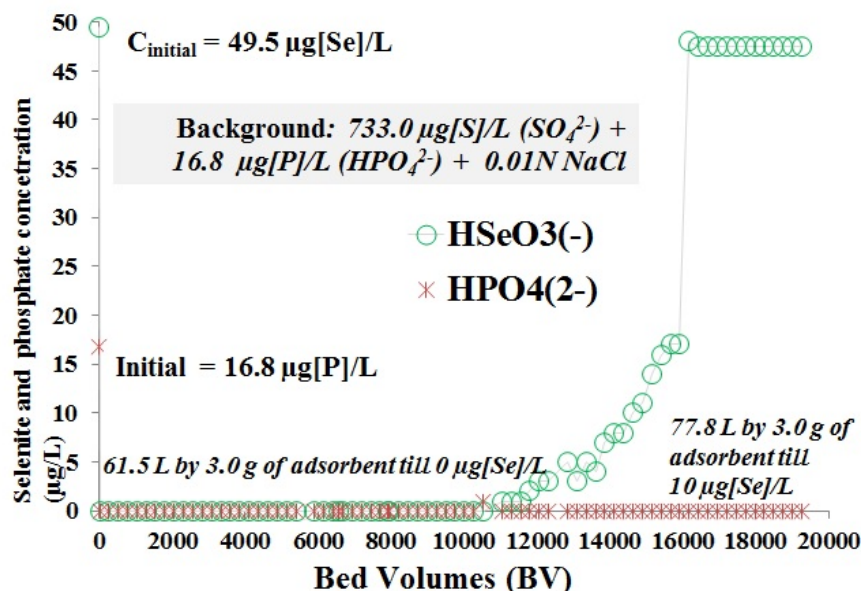 50
45
40
35
30
25
20
15
10
5
0
Selenite and phosphate concetration
(µg/L)
C_initial = 49.5 µg[Se]/L
Background: 733.0 µg[S]/L (SO₄²⁻) +
16.8 µg[P]/L (HPO₄²⁻) + 0.01N NaCl
HSeO3(-)
HPO4(2-)
Initial = 16.8 µg[P]/L
61.5 L by 3.0 g of adsorbent till 0 µg[Se]/L
77.8 L by 3.0 g of
adsorbent till
10 µg[Se]/L
0 2000 4000 6000 8000 10000 12000 14000 16000 18000 20000
Bed Volumes (BV)